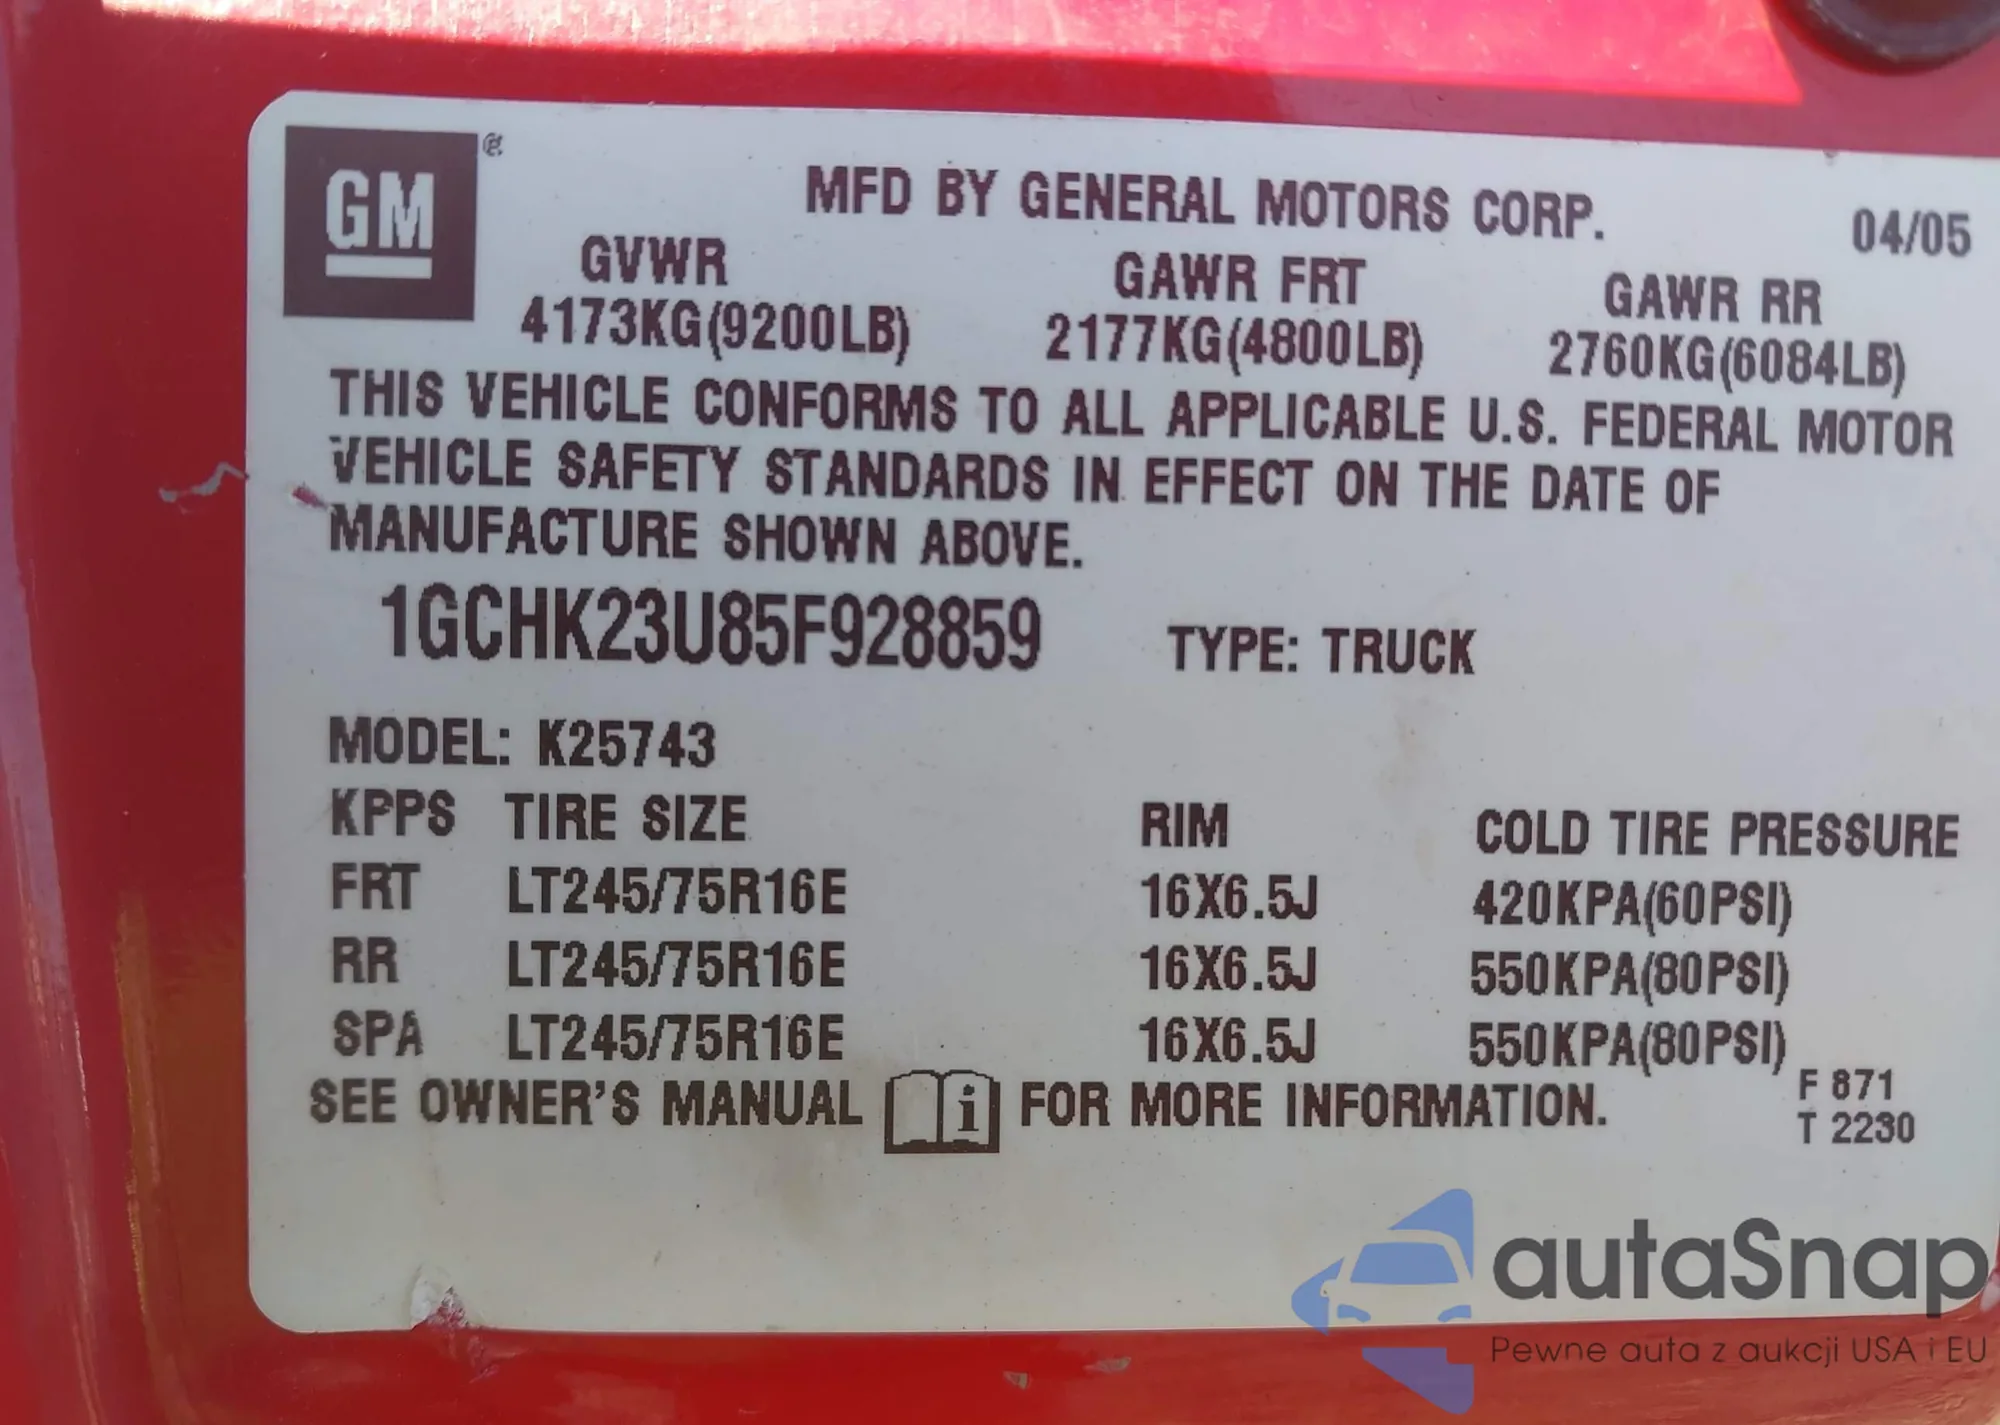 GM
MFD BY GENERAL MOTORS CORP. 04/05
GVWR GAWR FRT GAWR RR
4173KG(9200LB) 2177KG(4800LB) 2760KG(6084LB)
THIS VEHICLE CONFORMS TO ALL APPLICABLE U.S. FEDERAL MOTOR
VEHICLE SAFETY STANDARDS IN EFFECT ON THE DATE OF
MANUFACTURE SHOWN ABOVE.
1GCHK23U85F928859 TYPE: TRUCK
MODEL: K25743
KPPS TIRE SIZE RIM COLD TIRE PRESSURE
FRT LT245/75R16E 16X6.5J 420KPA(60PSI)
RR LT245/75R16E 16X6.5J 550KPA(80PSI)
SPA LT245/75R16E 16X6.5J 550KPA(80PSI)
SEE OWNER'S MANUAL i FOR MORE INFORMATION.
F 871
T 2230
autaSnap
Pewne auta z aukcji USA i EU